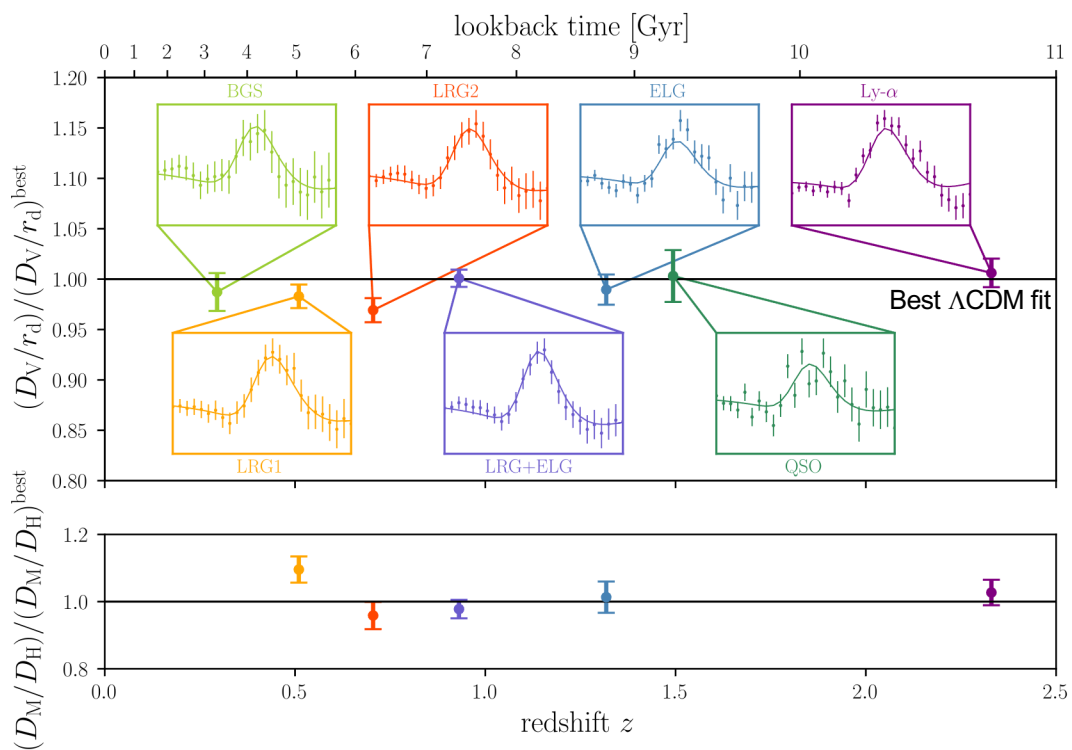 lookback time [Gyr]
0 1 2 3 4 5 6 7 8 9 10 11
BGS LRG2 ELG Ly-α
1.20
1.15
1.10
1.05
1.00
0.95
0.90
0.85
0.80
(D_V/r_d)/(D_V/r_d)^best
Best ΛCDM fit
LRG1 LRG+ELG QSO
1.2
1.0
0.8
(D_M/D_H)/(D_M/D_H)^best
0.0 0.5 1.0 1.5 2.0 2.5
redshift z